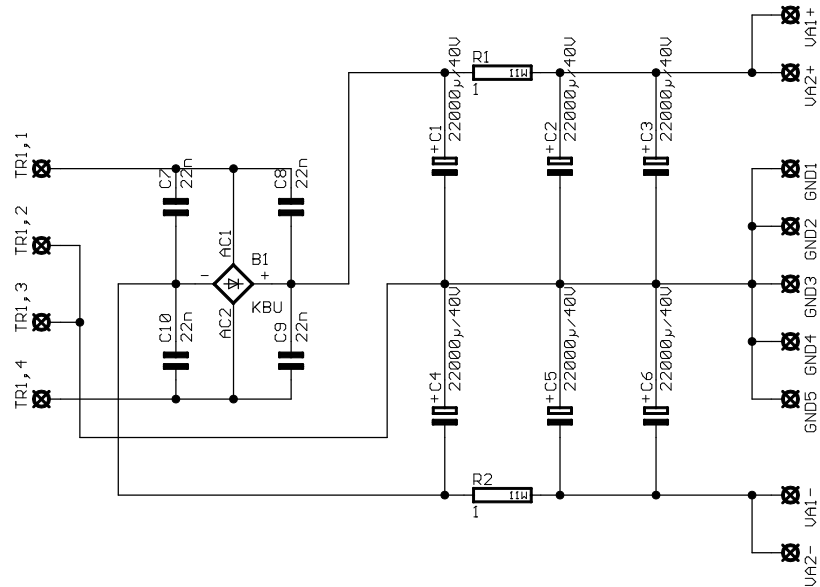 VA1+
VA2+
R1
11W
1
+C1
22000µ/40V
+C2
22000µ/40V
+C3
22000µ/40V
TR1,1
TR1,2
TR1,3
TR1,4
C7
22n
C8
22n
AC1
B1
-
+
KBU
AC2
C10
22n
C9
22n
GND1
GND2
GND3
GND4
GND5
+C4
22000µ/40V
+C5
22000µ/40V
+C6
22000µ/40V
R2
11W
1
VA1-
VA2-